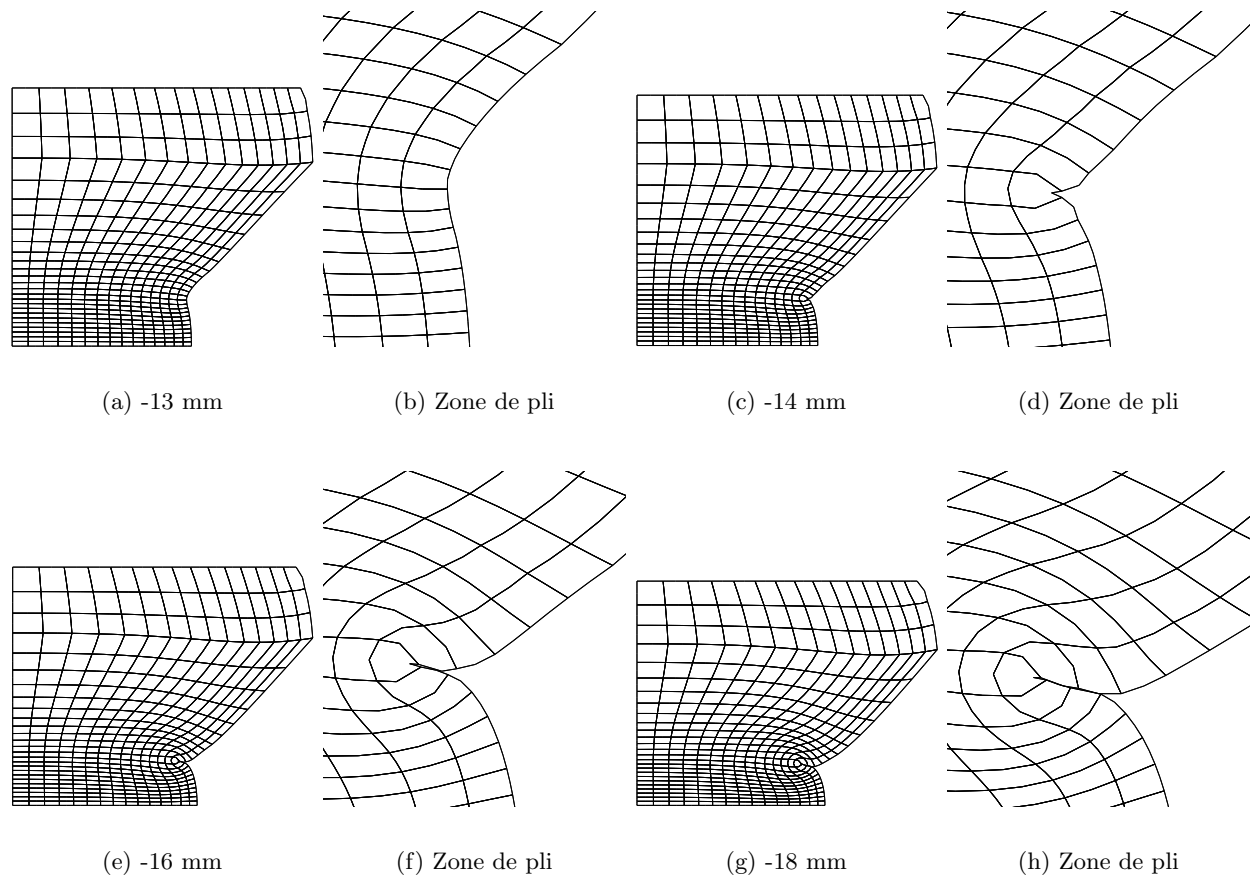 (a) -13 mm
(b) Zone de pli
(c) -14 mm
(d) Zone de pli
(e) -16 mm
(f) Zone de pli
(g) -18 mm
(h) Zone de pli